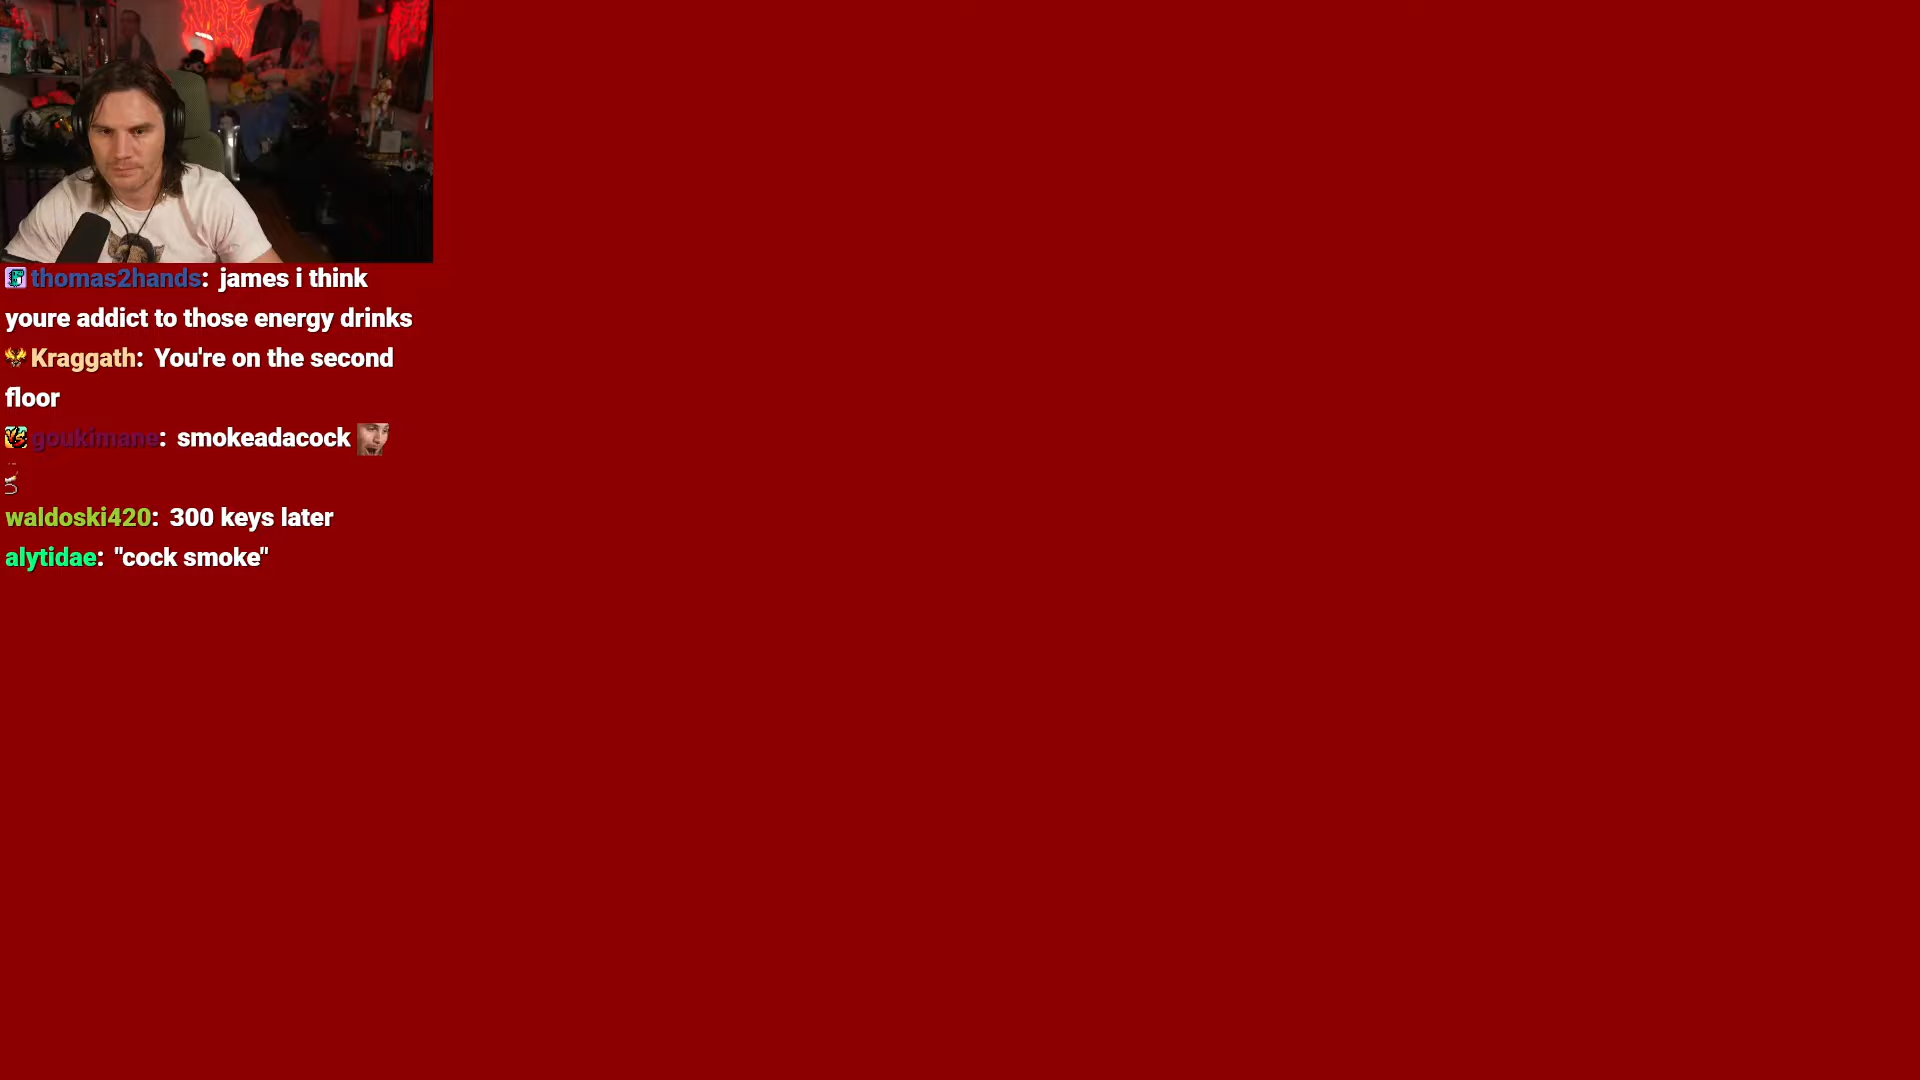 thomas2hands: james i think
youre addict to those energy drinks
Kraggath: You're on the second
floor
goukimane: smokeadacock
waldoski420: 300 keys later
alytidae: "cock smoke"